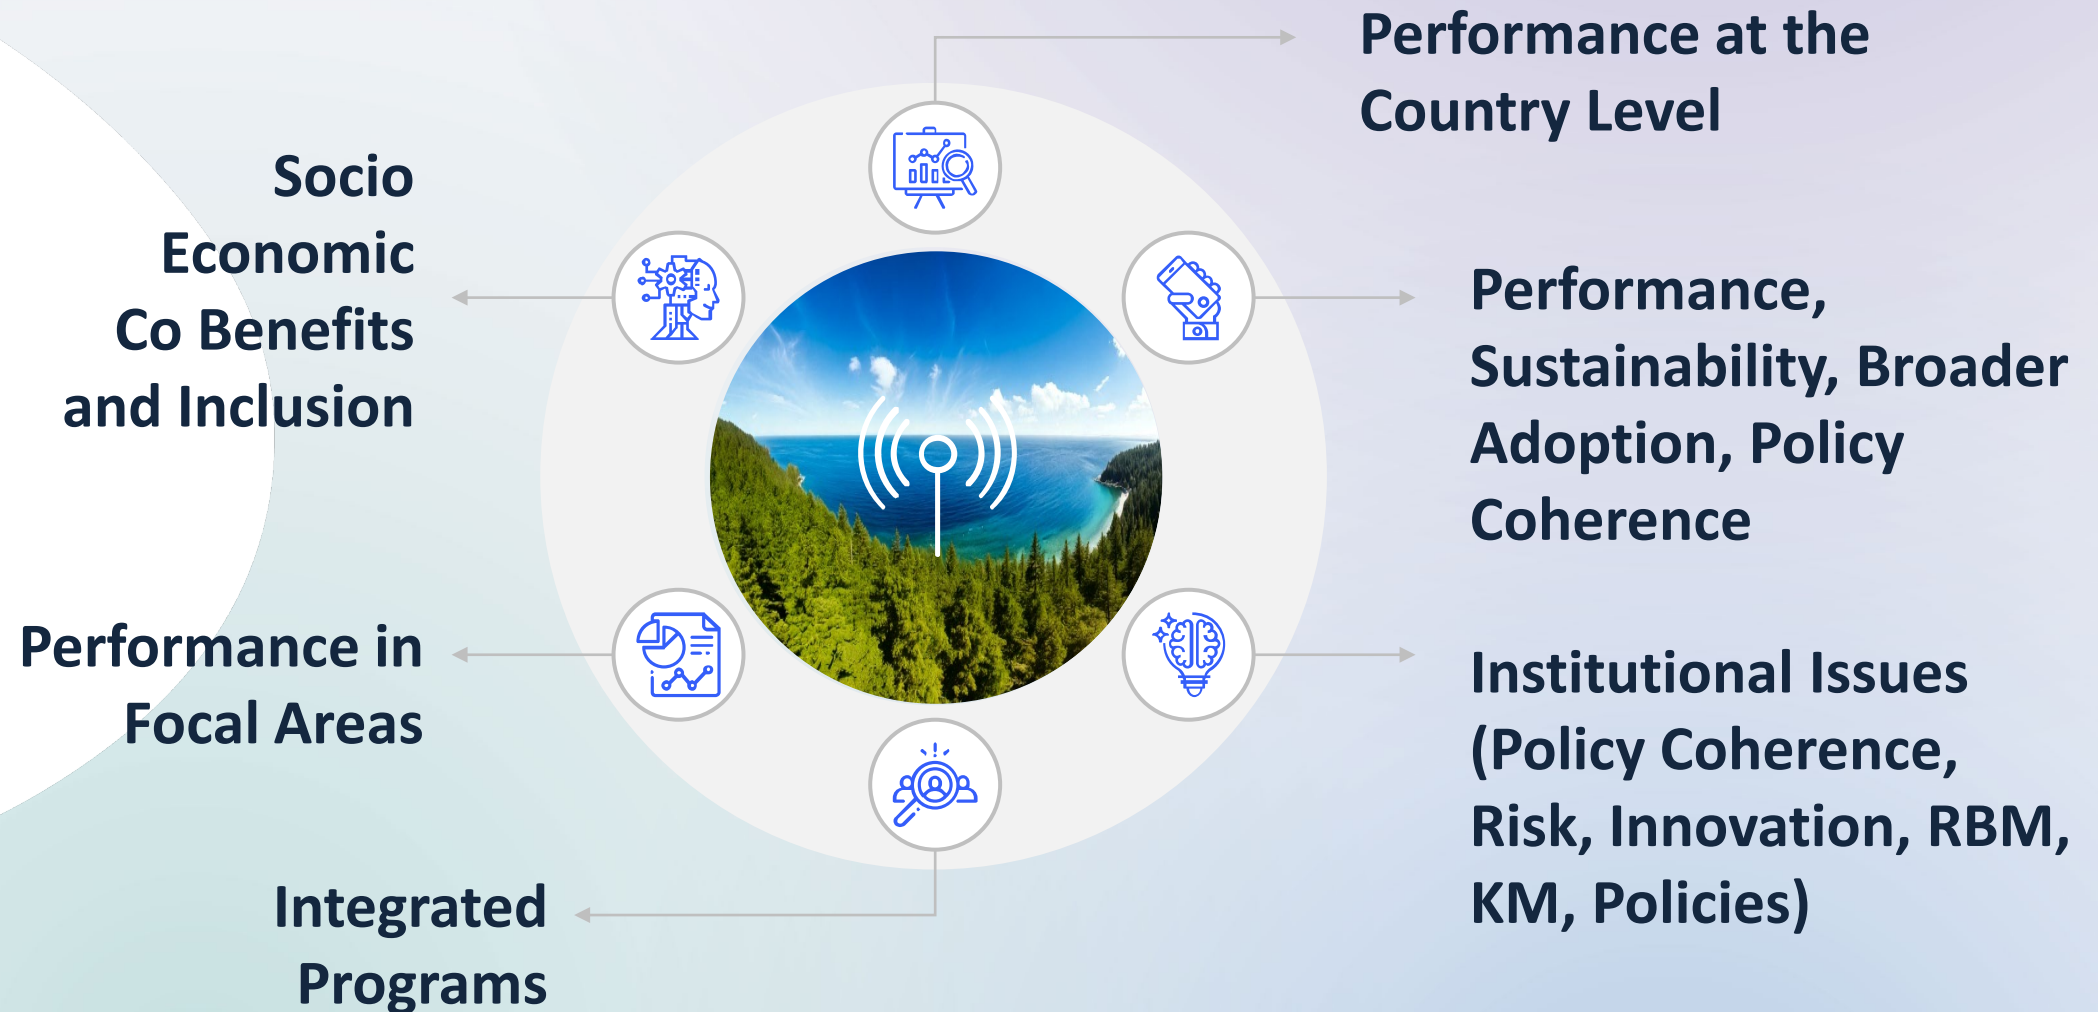 Performance at the
Country Level
Performance,
Sustainability, Broader
Adoption, Policy
Coherence
Institutional Issues
(Policy Coherence,
Risk, Innovation, RBM,
KM, Policies)
Integrated
Programs
Performance in
Focal Areas
Socio
Economic
Co Benefits
and Inclusion